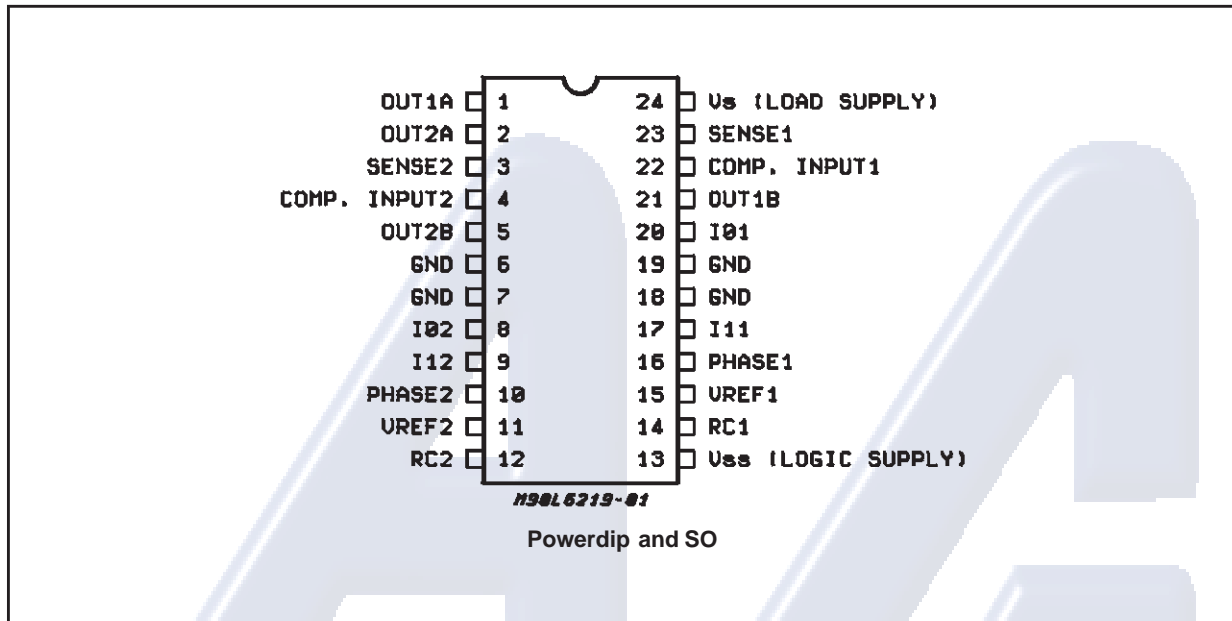 OUT1A 1 24 Vs (LOAD SUPPLY)
OUT2A 2 23 SENSE1
SENSE2 3 22 COMP. INPUT1
COMP. INPUT2 4 21 OUT1B
OUT2B 5 20 I01
GND 6 19 GND
GND 7 18 GND
I02 8 17 I11
I12 9 16 PHASE1
PHASE2 10 15 VREF1
VREF2 11 14 RC1
RC2 12 13 Vss (LOGIC SUPPLY)
M90L6219-01
Powerdip and SO